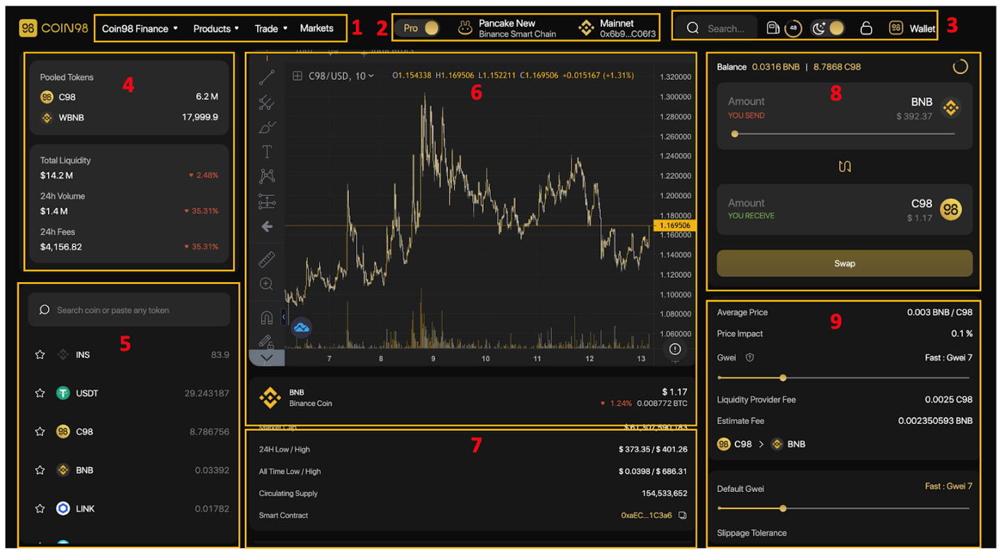 COIN98
Coin98 Finance Products Trade Markets
1
2
Pro
Pancake New
Binance Smart Chain
Mainnet
0x6b9...C06f3
Search...
48
Wallet
3
Pooled Tokens
4
C98 6.2 M
WBNB 17,999.9
Total Liquidity
$14.2 M 2.48%
24h Volume
$1.4 M 35.31%
24h Fees
$4,156.82 35.31%
Search coin or paste any token
5
INS 83.9
USDT 29.243187
C98 8.786756
BNB 0.03392
LINK 0.01782
C98/USD, 10 O1.154338 H1.169506 L1.152211 C1.169506 +0.015167 (+1.31%)
6
1.320000
1.300000
1.280000
1.260000
1.240000
1.220000
1.200000
1.180000
1.169506
1.160000
1.140000
1.120000
1.100000
1.080000
1.060000
7 8 9 10 11 12 13
BNB $ 1.17
Binance Coin 1.24% 0.008772 BTC
Market Cap $ 61,307,590,183
7
24H Low / High $ 373.35 / $ 401.26
All Time Low / High $ 0.0398 / $ 686.31
Circulating Supply 154,533,652
Smart Contract 0xaEC...1C3a6
Balance 0.0316 BNB | 8.7868 C98
8
Amount BNB
YOU SEND $ 392.37
Amount C98
YOU RECEIVE $ 1.17
Swap
9
Average Price 0.003 BNB / C98
Price Impact 0.1 %
Gwei Fast : Gwei 7
Liquidity Provider Fee 0.0025 C98
Estimate Fee 0.002350593 BNB
C98 > BNB
Default Gwei Fast : Gwei 7
Slippage Tolerance